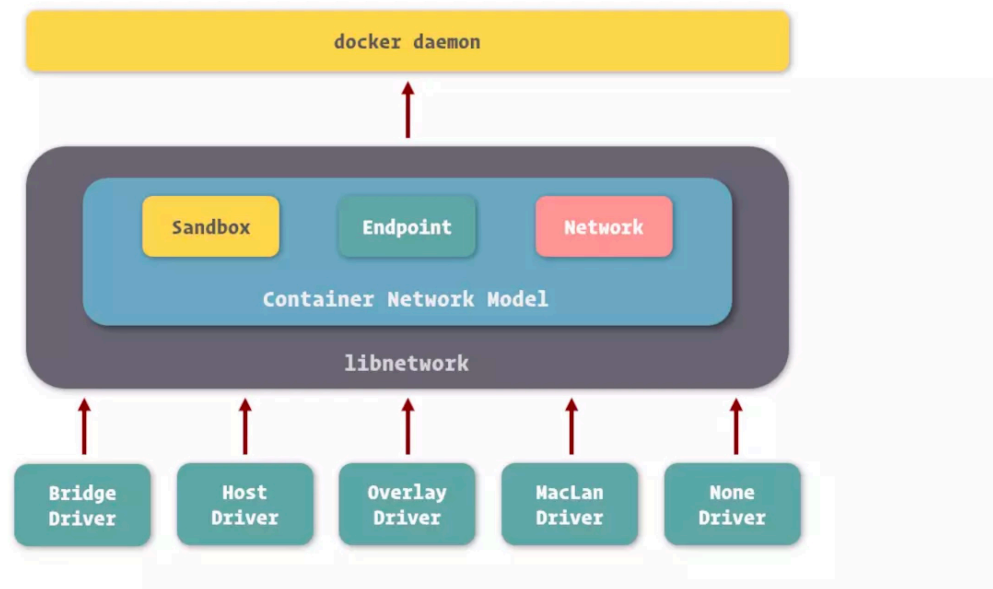 docker daemon
Sandbox
Endpoint
Network
Container Network Model
libnetwork
Bridge
Driver
Host
Driver
Overlay
Driver
MacLan
Driver
None
Driver